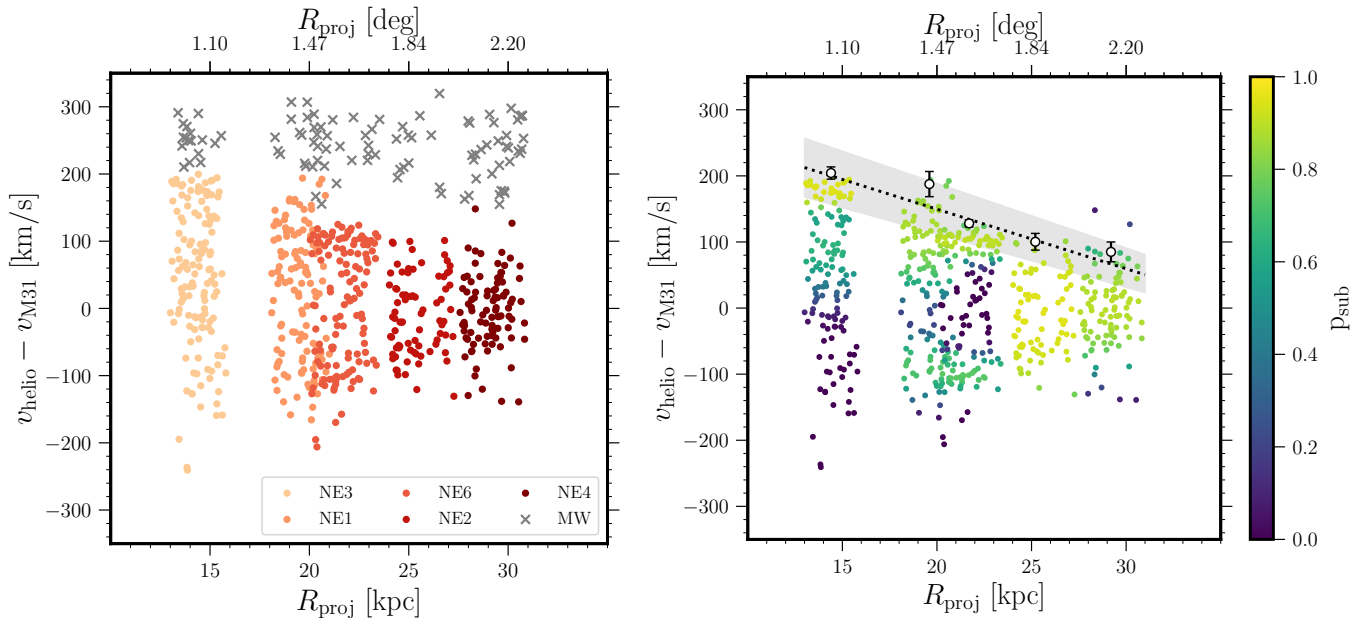 R_proj [deg]
1.10 1.47 1.84 2.20
300
200
100
0
−100
−200
−300
v_helio − v_M31 [km/s]
NE3 NE6 NE4
NE1 NE2 MW
15 20 25 30
R_proj [kpc]
R_proj [deg]
1.10 1.47 1.84 2.20
300
200
100
0
−100
−200
−300
v_helio − v_M31 [km/s]
15 20 25 30
R_proj [kpc]
1.0
0.8
0.6
0.4
0.2
0.0
p_sub